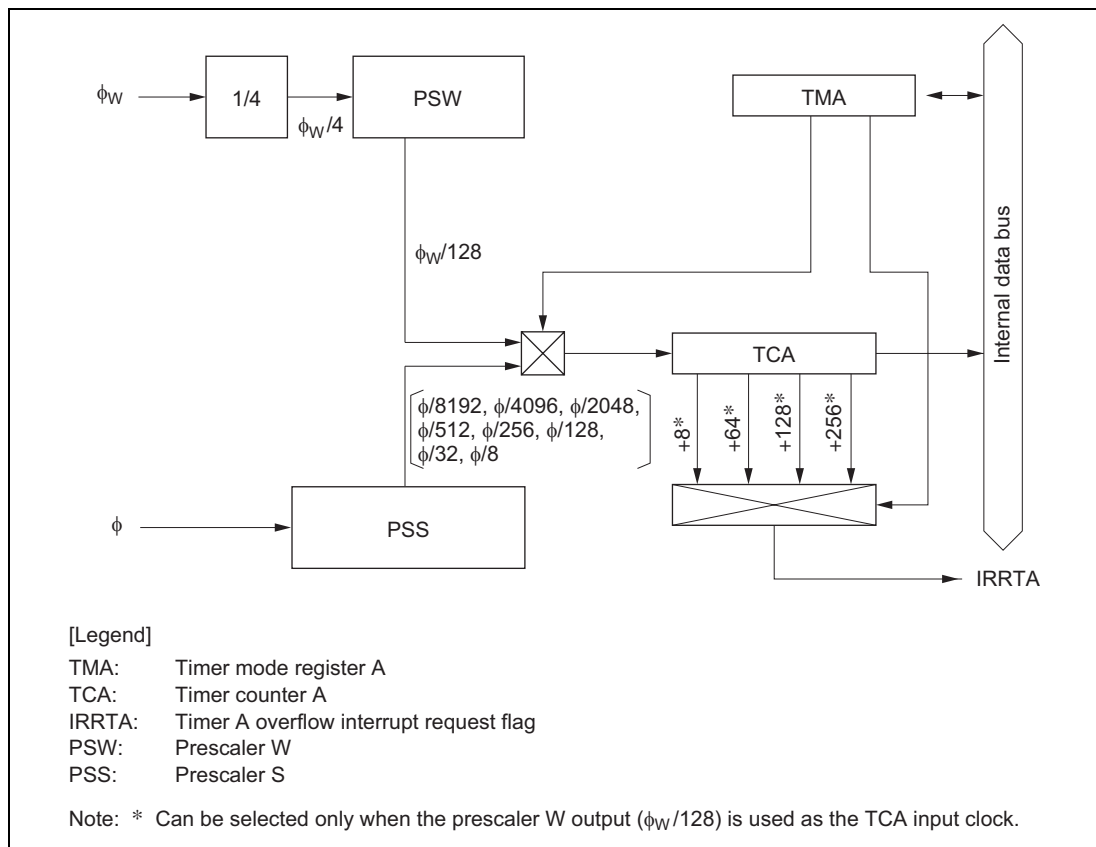 ϕW
1/4
ϕW/4
PSW
TMA
Internal data bus
ϕW/128
TCA
ϕ/8192, ϕ/4096, ϕ/2048,
ϕ/512, ϕ/256, ϕ/128,
ϕ/32, ϕ/8
+8*
+64*
+128*
+256*
ϕ
PSS
IRRTA
[Legend]
TMA: Timer mode register A
TCA: Timer counter A
IRRTA: Timer A overflow interrupt request flag
PSW: Prescaler W
PSS: Prescaler S
Note: * Can be selected only when the prescaler W output (ϕW/128) is used as the TCA input clock.